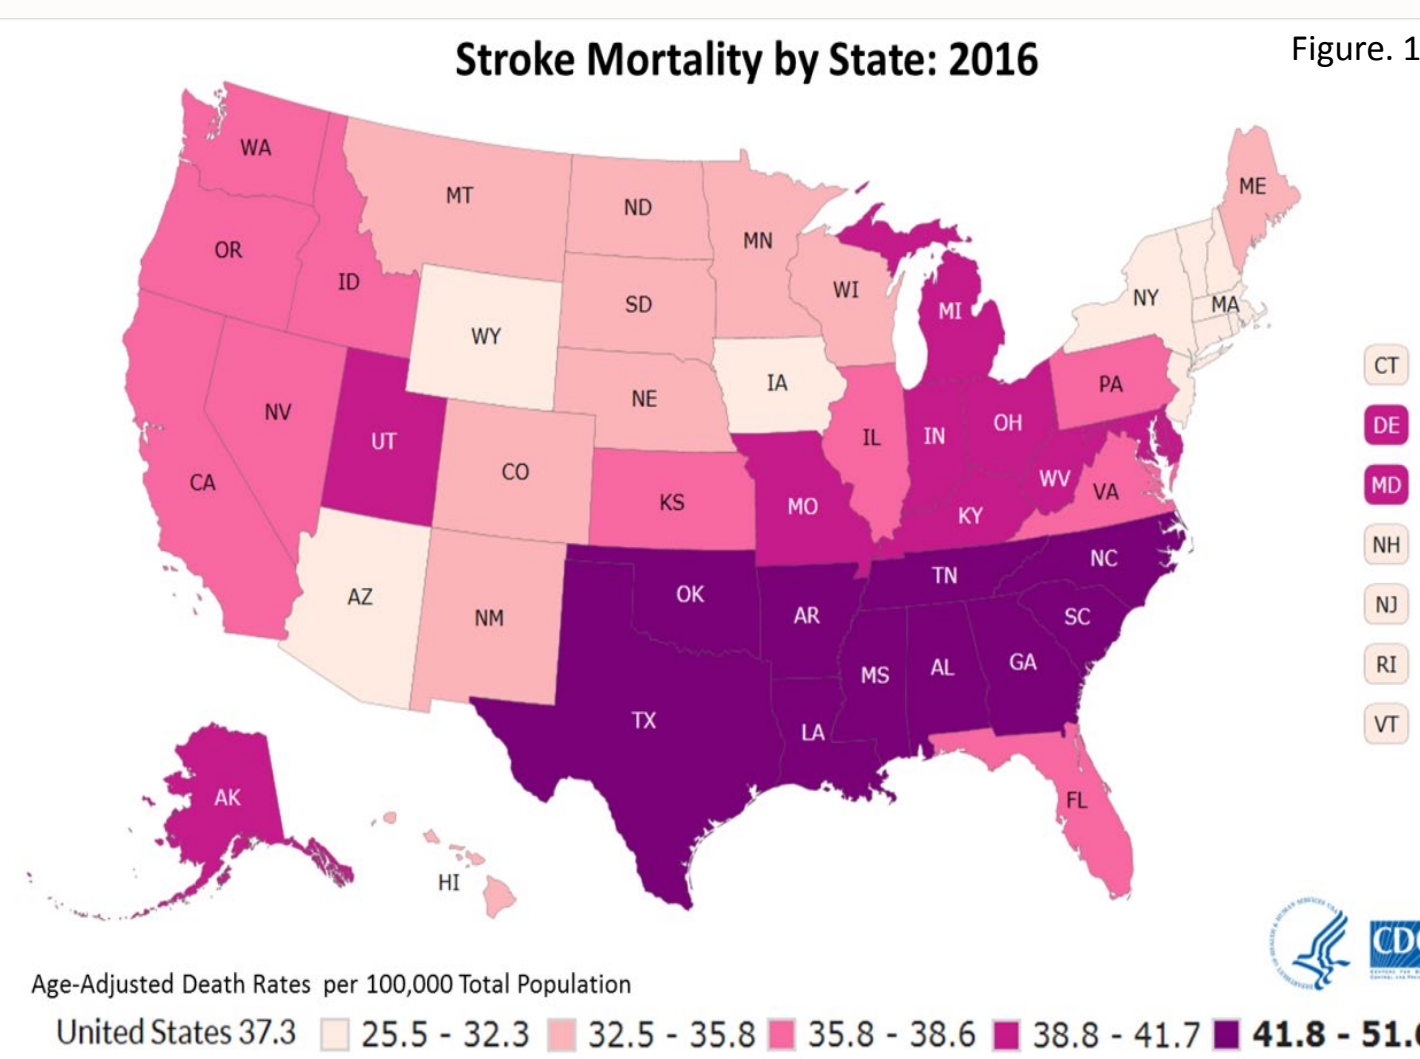 Stroke Mortality by State: 2016
Figure. 1
WA
MT
ND
MN
ME
OR
ID
SD
WI
MI
NY
MA
WY
NE
IA
PA
CT
NV
UT
CO
KS
MO
IL
IN
OH
WV
VA
DE
CA
KY
MD
AZ
NM
OK
AR
TN
NC
NH
SC
NJ
TX
LA
MS
AL
GA
RI
VT
AK
HI
FL
CDC
Age-Adjusted Death Rates per 100,000 Total Population
United States 37.3 25.5 - 32.3 32.5 - 35.8 35.8 - 38.6 38.8 - 41.7 41.8 - 51.